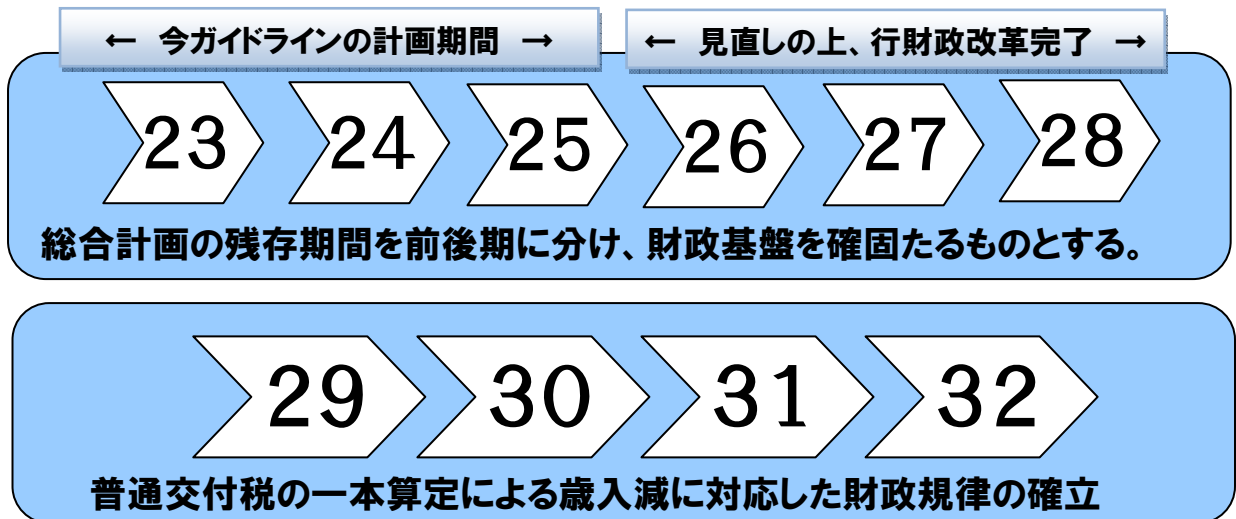 ← 今ガイドラインの計画期間 →
← 見直しの上、行財政改革完了 →
23 24 25 26 27 28
総合計画の残存期間を前後期に分け、財政基盤を確固たるものとする。
29 30 31 32
普通交付税の一本算定による歳入減に対応した財政規律の確立